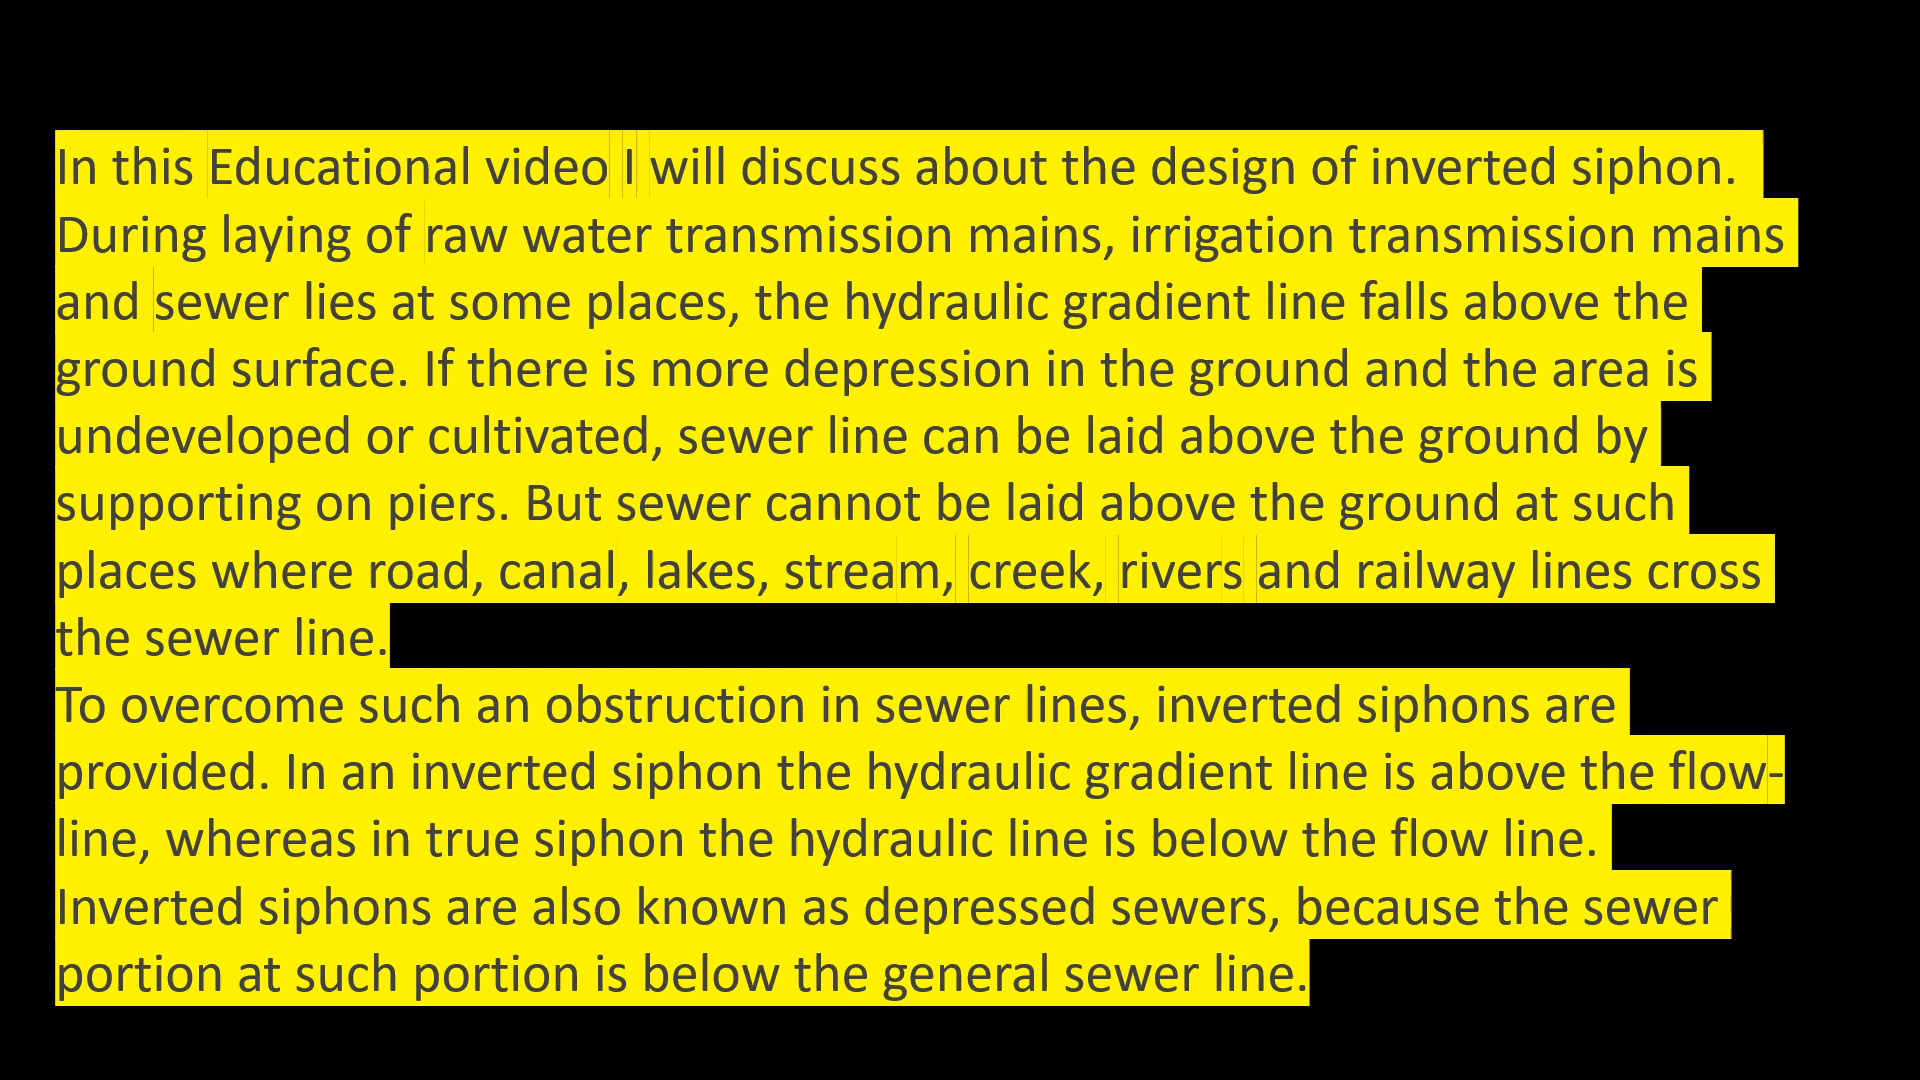 In this Educational video I will discuss about the design of inverted siphon.
During laying of raw water transmission mains, irrigation transmission mains
and sewer lies at some places, the hydraulic gradient line falls above the
ground surface. If there is more depression in the ground and the area is
undeveloped or cultivated, sewer line can be laid above the ground by
supporting on piers. But sewer cannot be laid above the ground at such
places where road, canal, lakes, stream, creek, rivers and railway lines cross
the sewer line.
To overcome such an obstruction in sewer lines, inverted siphons are
provided. In an inverted siphon the hydraulic gradient line is above the flow-
line, whereas in true siphon the hydraulic line is below the flow line.
Inverted siphons are also known as depressed sewers, because the sewer
portion at such portion is below the general sewer line.